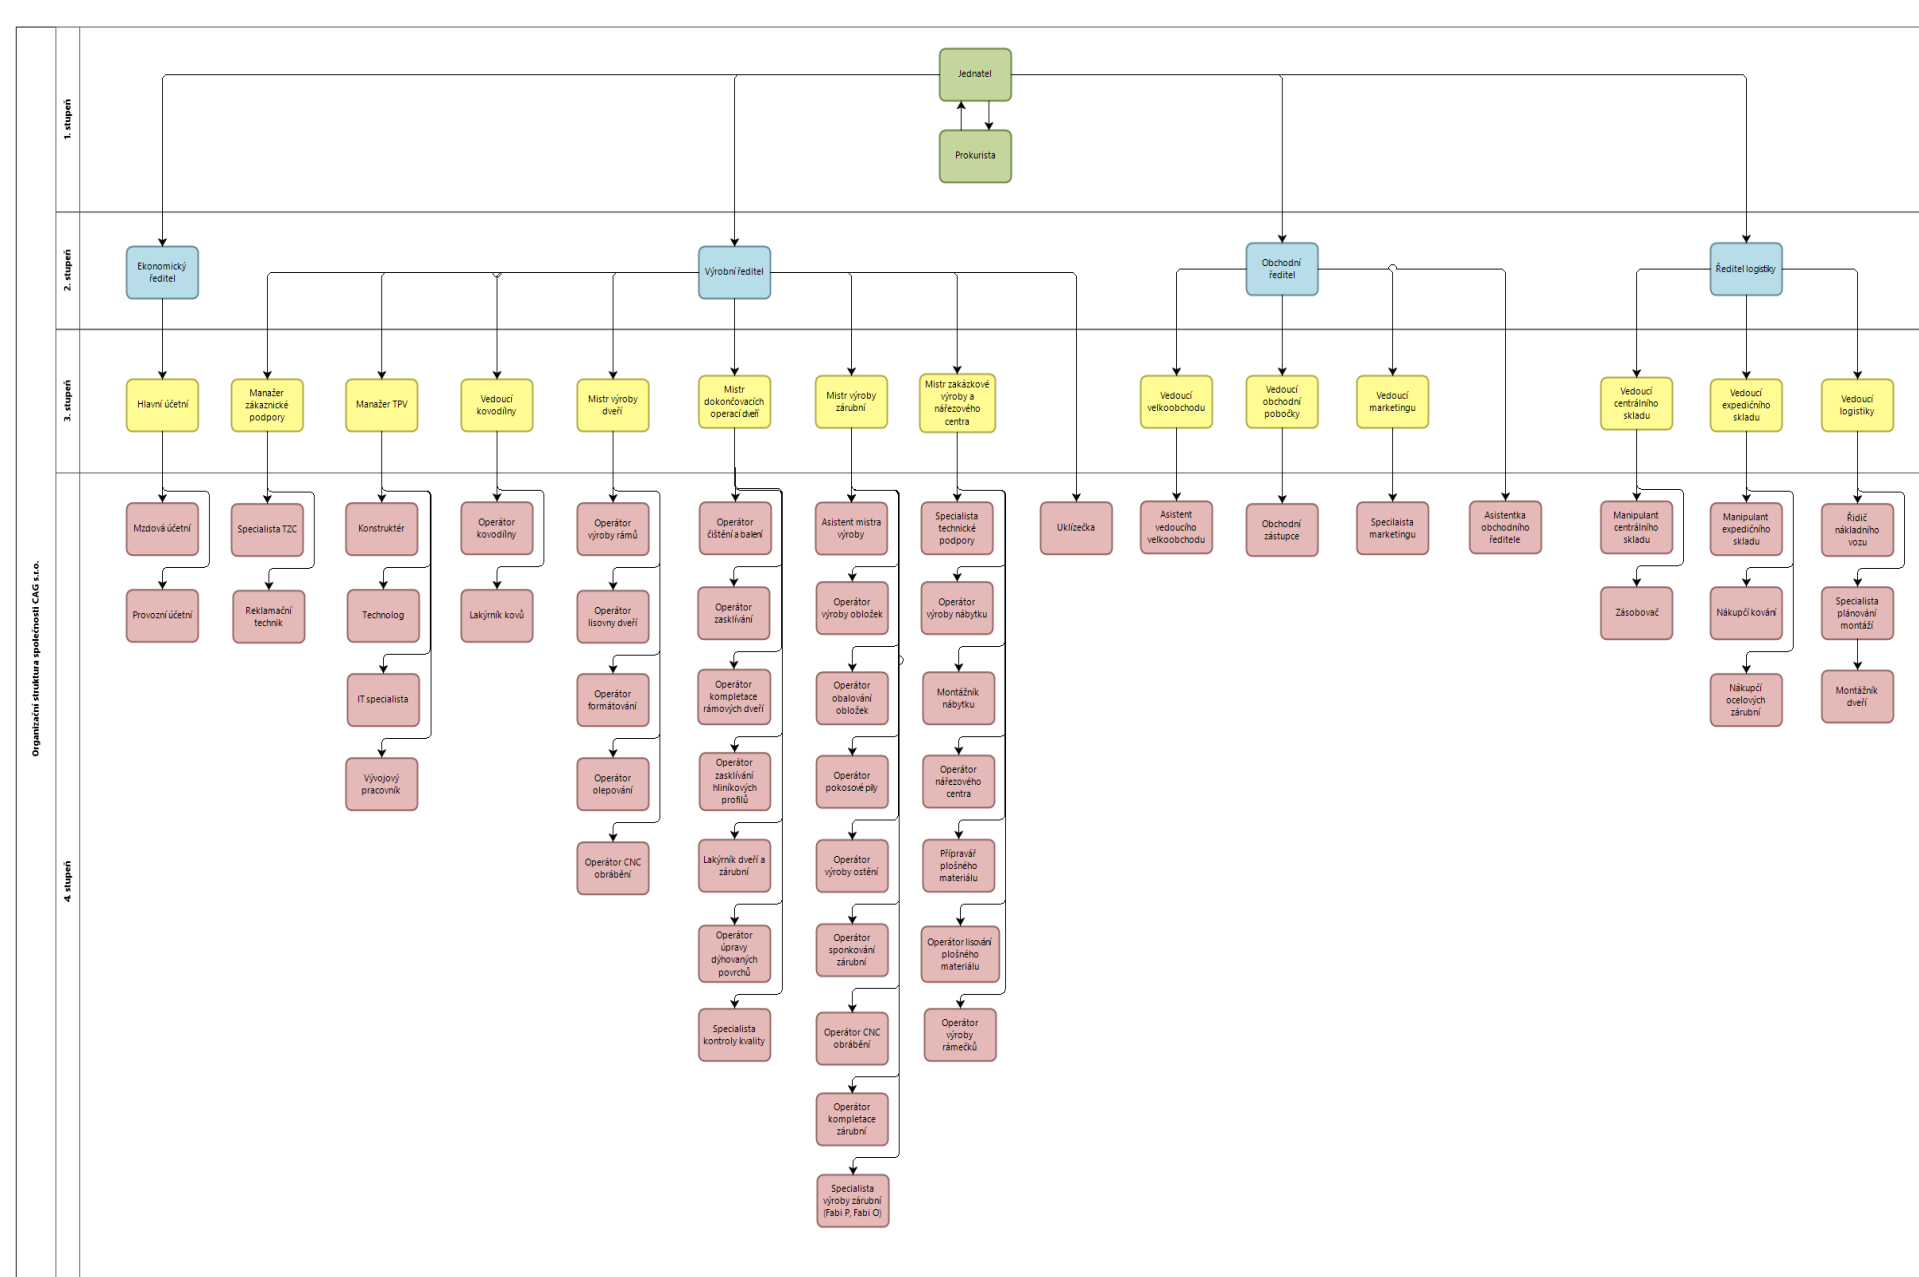 Organizační struktura společnosti CAG s.r.o.
1. stupeň
Jednatel
Prokurista
2. stupeň
Ekonomický
ředitel
Výrobní ředitel
Obchodní
ředitel
Ředitel logistiky
3. stupeň
Hlavní účetní
Manažer
zákaznické
podpory
Manažer TPV
Vedoucí
kovodílny
Mistr výroby
dveří
Mistr
dokončovacích
operací dveří
Mistr výroby
zárubní
Mistr zakázkové
výroby a
nářezového
centra
Vedoucí
velkoobchodu
Vedoucí
obchodní
pobočky
Vedoucí
marketingu
Vedoucí
centrálního
skladu
Vedoucí
expedičního
skladu
Vedoucí
logistiky
4. stupeň
Mzdová účetní
Provozní účetní
Specialista TZC
Reklamační
technik
Konstruktér
Technolog
IT specialista
Vývojový
pracovník
Operátor
kovodílny
Lakýrník kovů
Operátor
výroby rámů
Operátor
lisovny dveří
Operátor
formátování
Operátor
olepování
Operátor CNC
obrábění
Operátor
čištění a balení
Operátor
zasklívání
Operátor
kompletace
rámových dveří
Operátor
zasklívání
hliníkových
profilů
Lakýrník dveří a
zárubní
Operátor
úpravy
dýhovaných
povrchů
Specialista
kontroly kvality
Asistent mistra
výroby
Operátor
výroby obložek
Operátor
obalování
obložek
Operátor
pokosové pily
Operátor
výroby ostění
Operátor
sponkování
zárubní
Operátor CNC
obrábění
Operátor
kompletace
zárubní
Specialista
výroby zárubní
(Fabi P, Fabi O)
Specialista
technické
podpory
Operátor
výroby nábytku
Montážník
nábytku
Operátor
nářezového
centra
Přípravář
plošného
materiálu
Operátor lisování
plošného
materiálu
Operátor
výroby
rámečků
Uklízečka
Asistent
vedoucího
velkoobchodu
Obchodní
zástupce
Specilaista
marketingu
Asistentka
obchodního
ředitele
Manipulant
centrálního
skladu
Zásobovač
Manipulant
expedičního
skladu
Nákupčí kování
Nákupčí
ocelových
zárubní
Řidič
nákladního
vozu
Specialista
plánování
montáží
Montážník
dveří